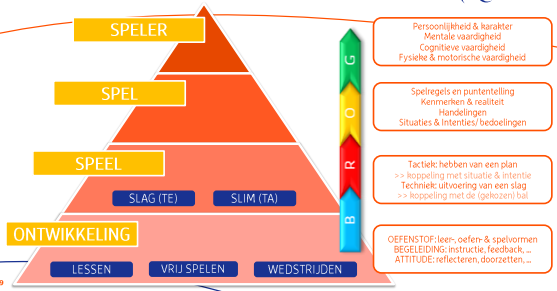 SPELER
Persoonlijkheid & karakter
Mentale vaardigheid
Cognitieve vaardigheid
Fysieke & motorische vaardigheid
G
SPEL
Spelregels en puntentelling
Kenmerken & realiteit
Handelingen
Situaties & Intenties/ bedoelingen
O
SPEEL
Tactiek: hebben van een plan
>> koppeling met situatie & intentie
Techniek: uitvoering van een slag
>> koppeling met de (gekozen) bal
R
SLAG (TE)
SLIM (TA)
B
ONTWIKKELING
OEFENSTOF: leer-, oefen- & spelvormen
BEGELEIDING: instructie, feedback, ...
ATTITUDE: reflecteren, doorzetten, ...
LESSEN
VRIJ SPELEN
WEDSTRIJDEN
9